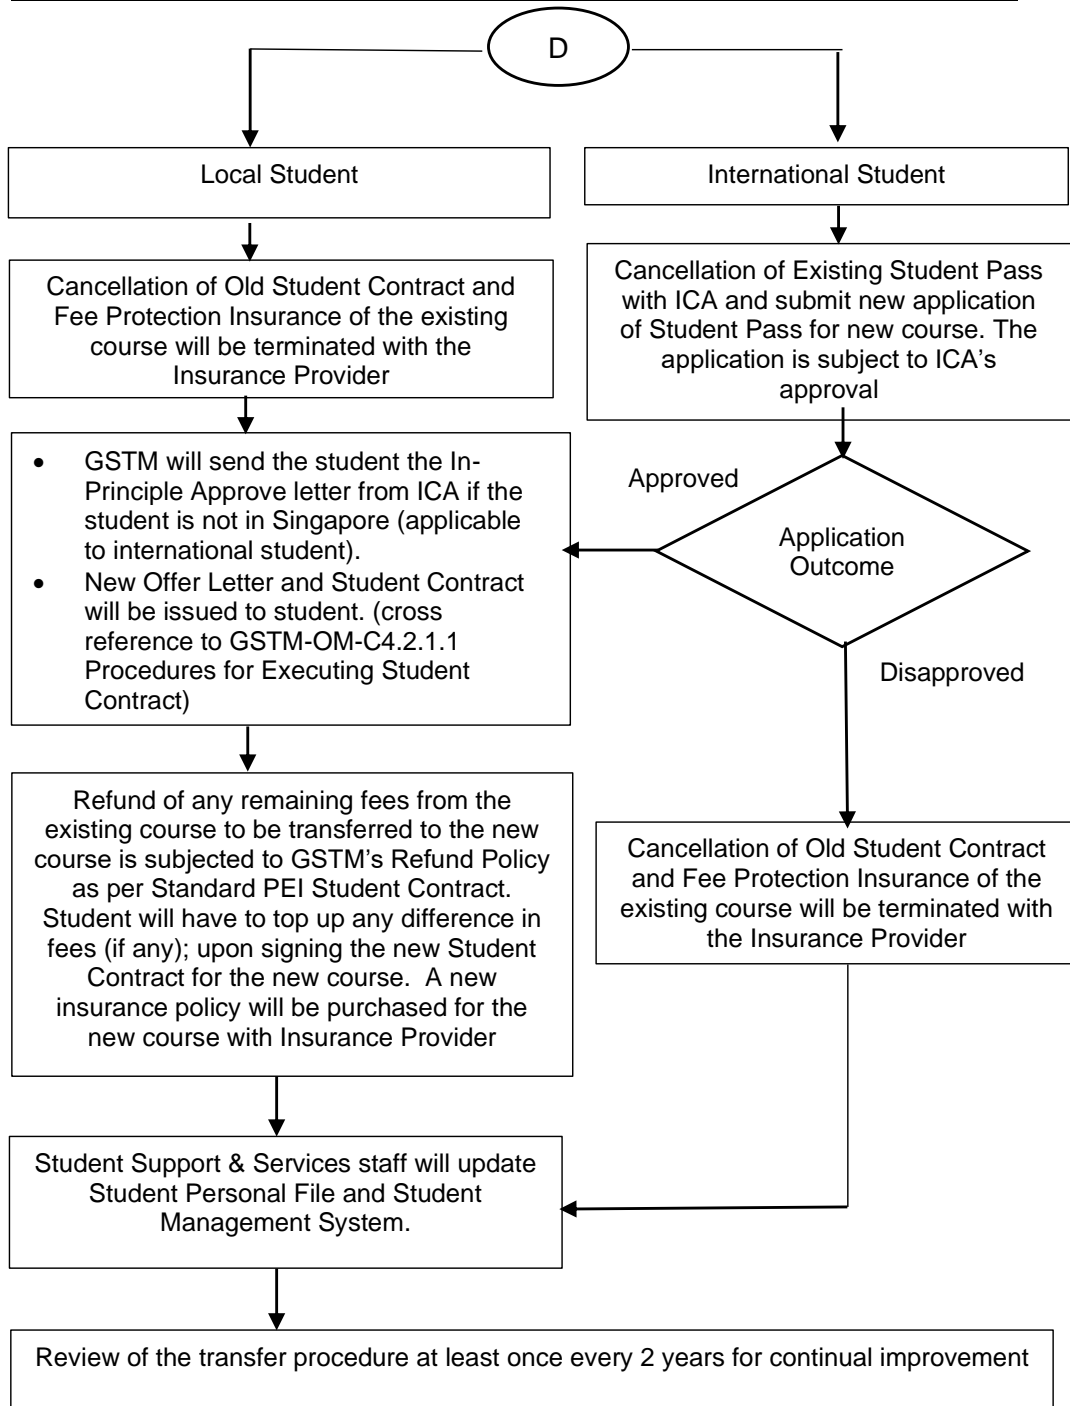 D
Local Student
International Student
Cancellation of Old Student Contract and
Fee Protection Insurance of the existing
course will be terminated with the
Insurance Provider
Cancellation of Existing Student Pass
with ICA and submit new application
of Student Pass for new course. The
application is subject to ICA’s
approval
• GSTM will send the student the In-
Principle Approve letter from ICA if the
student is not in Singapore (applicable
to international student).
• New Offer Letter and Student Contract
will be issued to student. (cross
reference to GSTM-OM-C4.2.1.1
Procedures for Executing Student
Contract)
Approved
Application
Outcome
Disapproved
Refund of any remaining fees from the
existing course to be transferred to the new
course is subjected to GSTM’s Refund Policy
as per Standard PEI Student Contract.
Student will have to top up any difference in
fees (if any); upon signing the new Student
Contract for the new course.  A new
insurance policy will be purchased for the
new course with Insurance Provider
Cancellation of Old Student Contract
and Fee Protection Insurance of the
existing course will be terminated with
the Insurance Provider
Student Support & Services staff will update
Student Personal File and Student
Management System.
Review of the transfer procedure at least once every 2 years for continual improvement